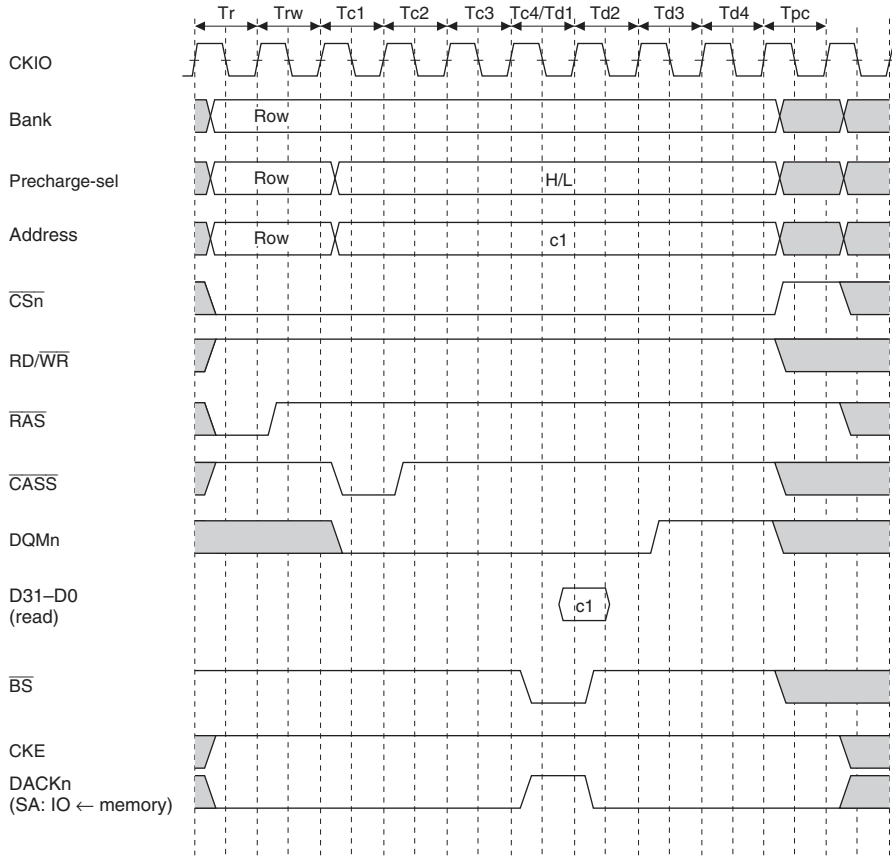 Tr Trw Tc1 Tc2 Tc3 Tc4/Td1 Td2 Td3 Td4 Tpc
CKIO
Bank Row
Precharge-sel Row H/L
Address Row c1
CSn
RD/WR
RAS
CASS
DQMn
D31–D0
(read) c1
BS
CKE
DACKn
(SA: IO ← memory)